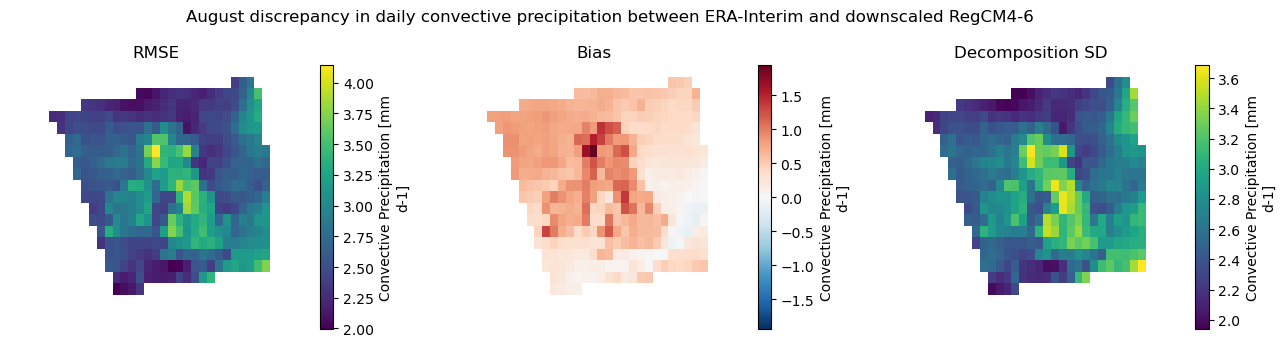 August discrepancy in daily convective precipitation between ERA-Interim and downscaled RegCM4-6
RMSE
4.00
3.75
3.50
3.25
3.00
2.75
2.50
2.25
2.00
Convective Precipitation [mm
d-1]
Bias
1.5
1.0
0.5
0.0
−0.5
−1.0
−1.5
Convective Precipitation [mm
d-1]
Decomposition SD
3.6
3.4
3.2
3.0
2.8
2.6
2.4
2.2
2.0
Convective Precipitation [mm
d-1]